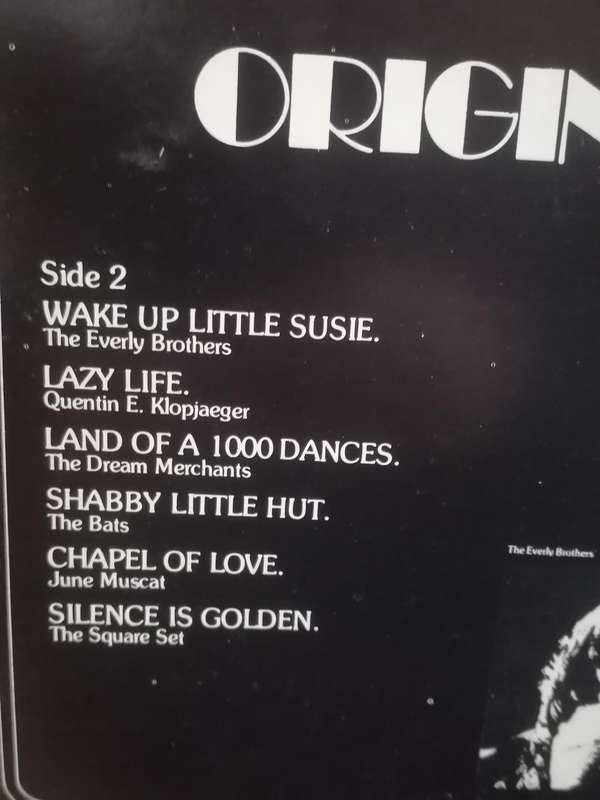 ORIGIN
Side 2
WAKE UP LITTLE SUSIE.
The Everly Brothers
LAZY LIFE.
Quentin E. Klopjaeger
LAND OF A 1000 DANCES.
The Dream Merchants
SHABBY LITTLE HUT.
The Bats
CHAPEL OF LOVE.
June Muscat
SILENCE IS GOLDEN.
The Square Set
The Everly Brothers